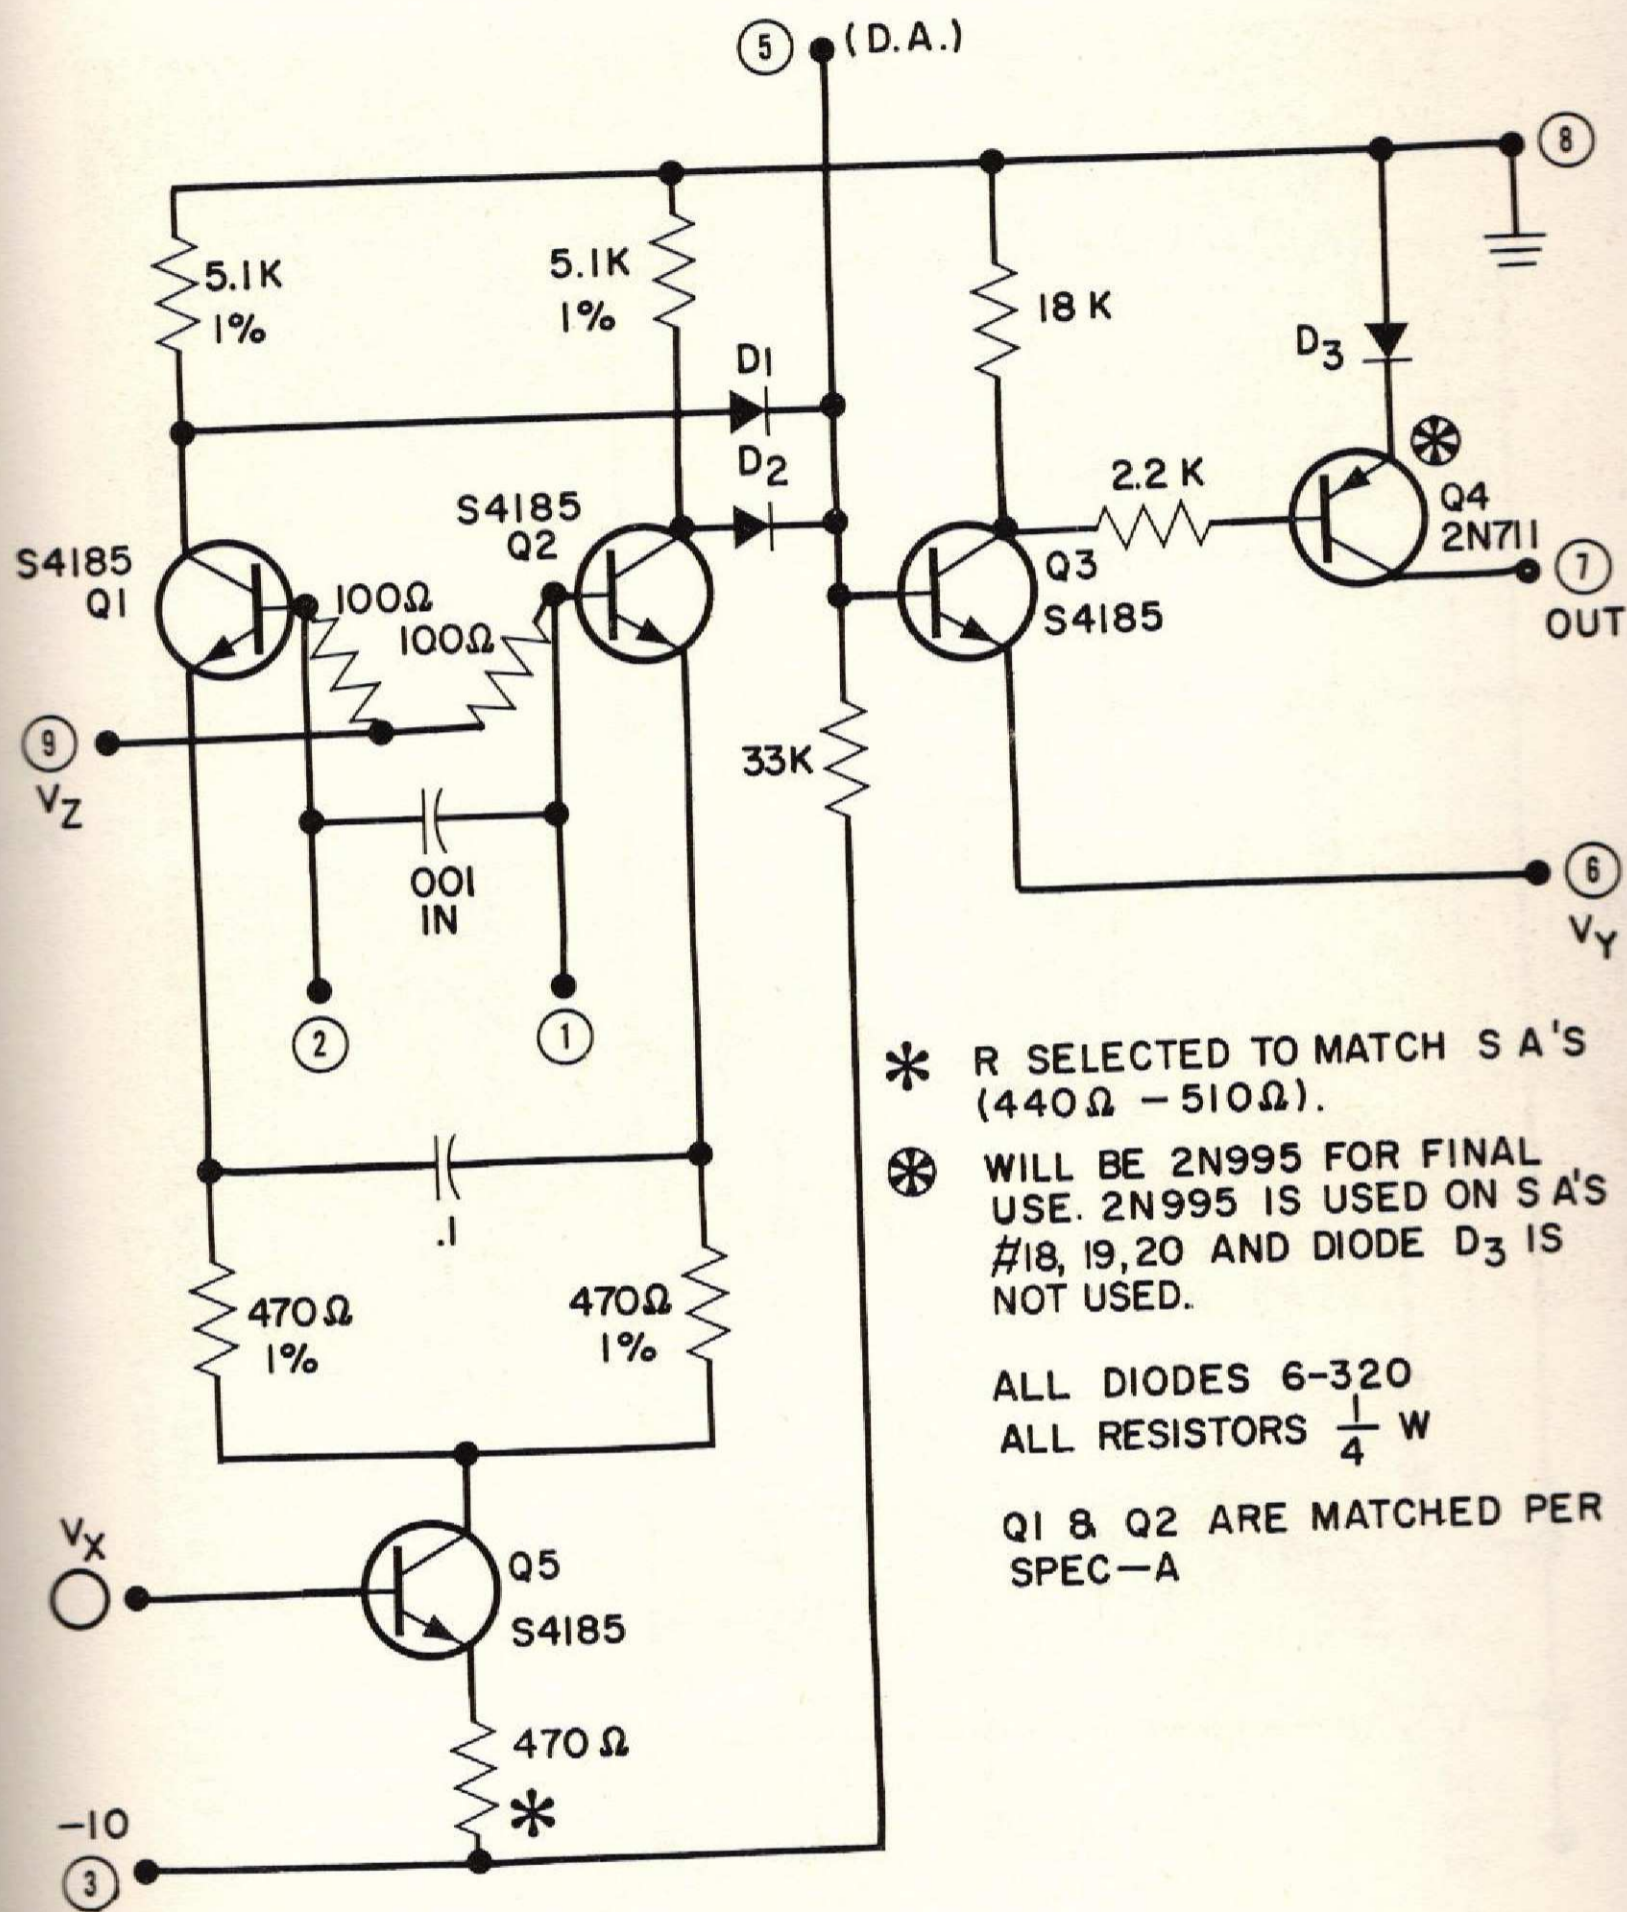 5 (D.A.)
8
5.1K
1%
5.1K
1%
18 K
D1
D3
D2
2.2 K
S4185
Q2
Q4
2N711
S4185
Q1
100Ω
100Ω
Q3
S4185
7
OUT
9
VZ
33K
001
IN
6
VY
2
1
* R SELECTED TO MATCH S A'S
(440Ω – 510Ω).
⊛ WILL BE 2N995 FOR FINAL
USE. 2N995 IS USED ON S A'S
#18, 19, 20 AND DIODE D3 IS
NOT USED.
.1
470Ω
1%
470Ω
1%
ALL DIODES 6-320
ALL RESISTORS 1/4 W
Q1 & Q2 ARE MATCHED PER
SPEC–A
VX
Q5
S4185
470Ω
*
-10
3